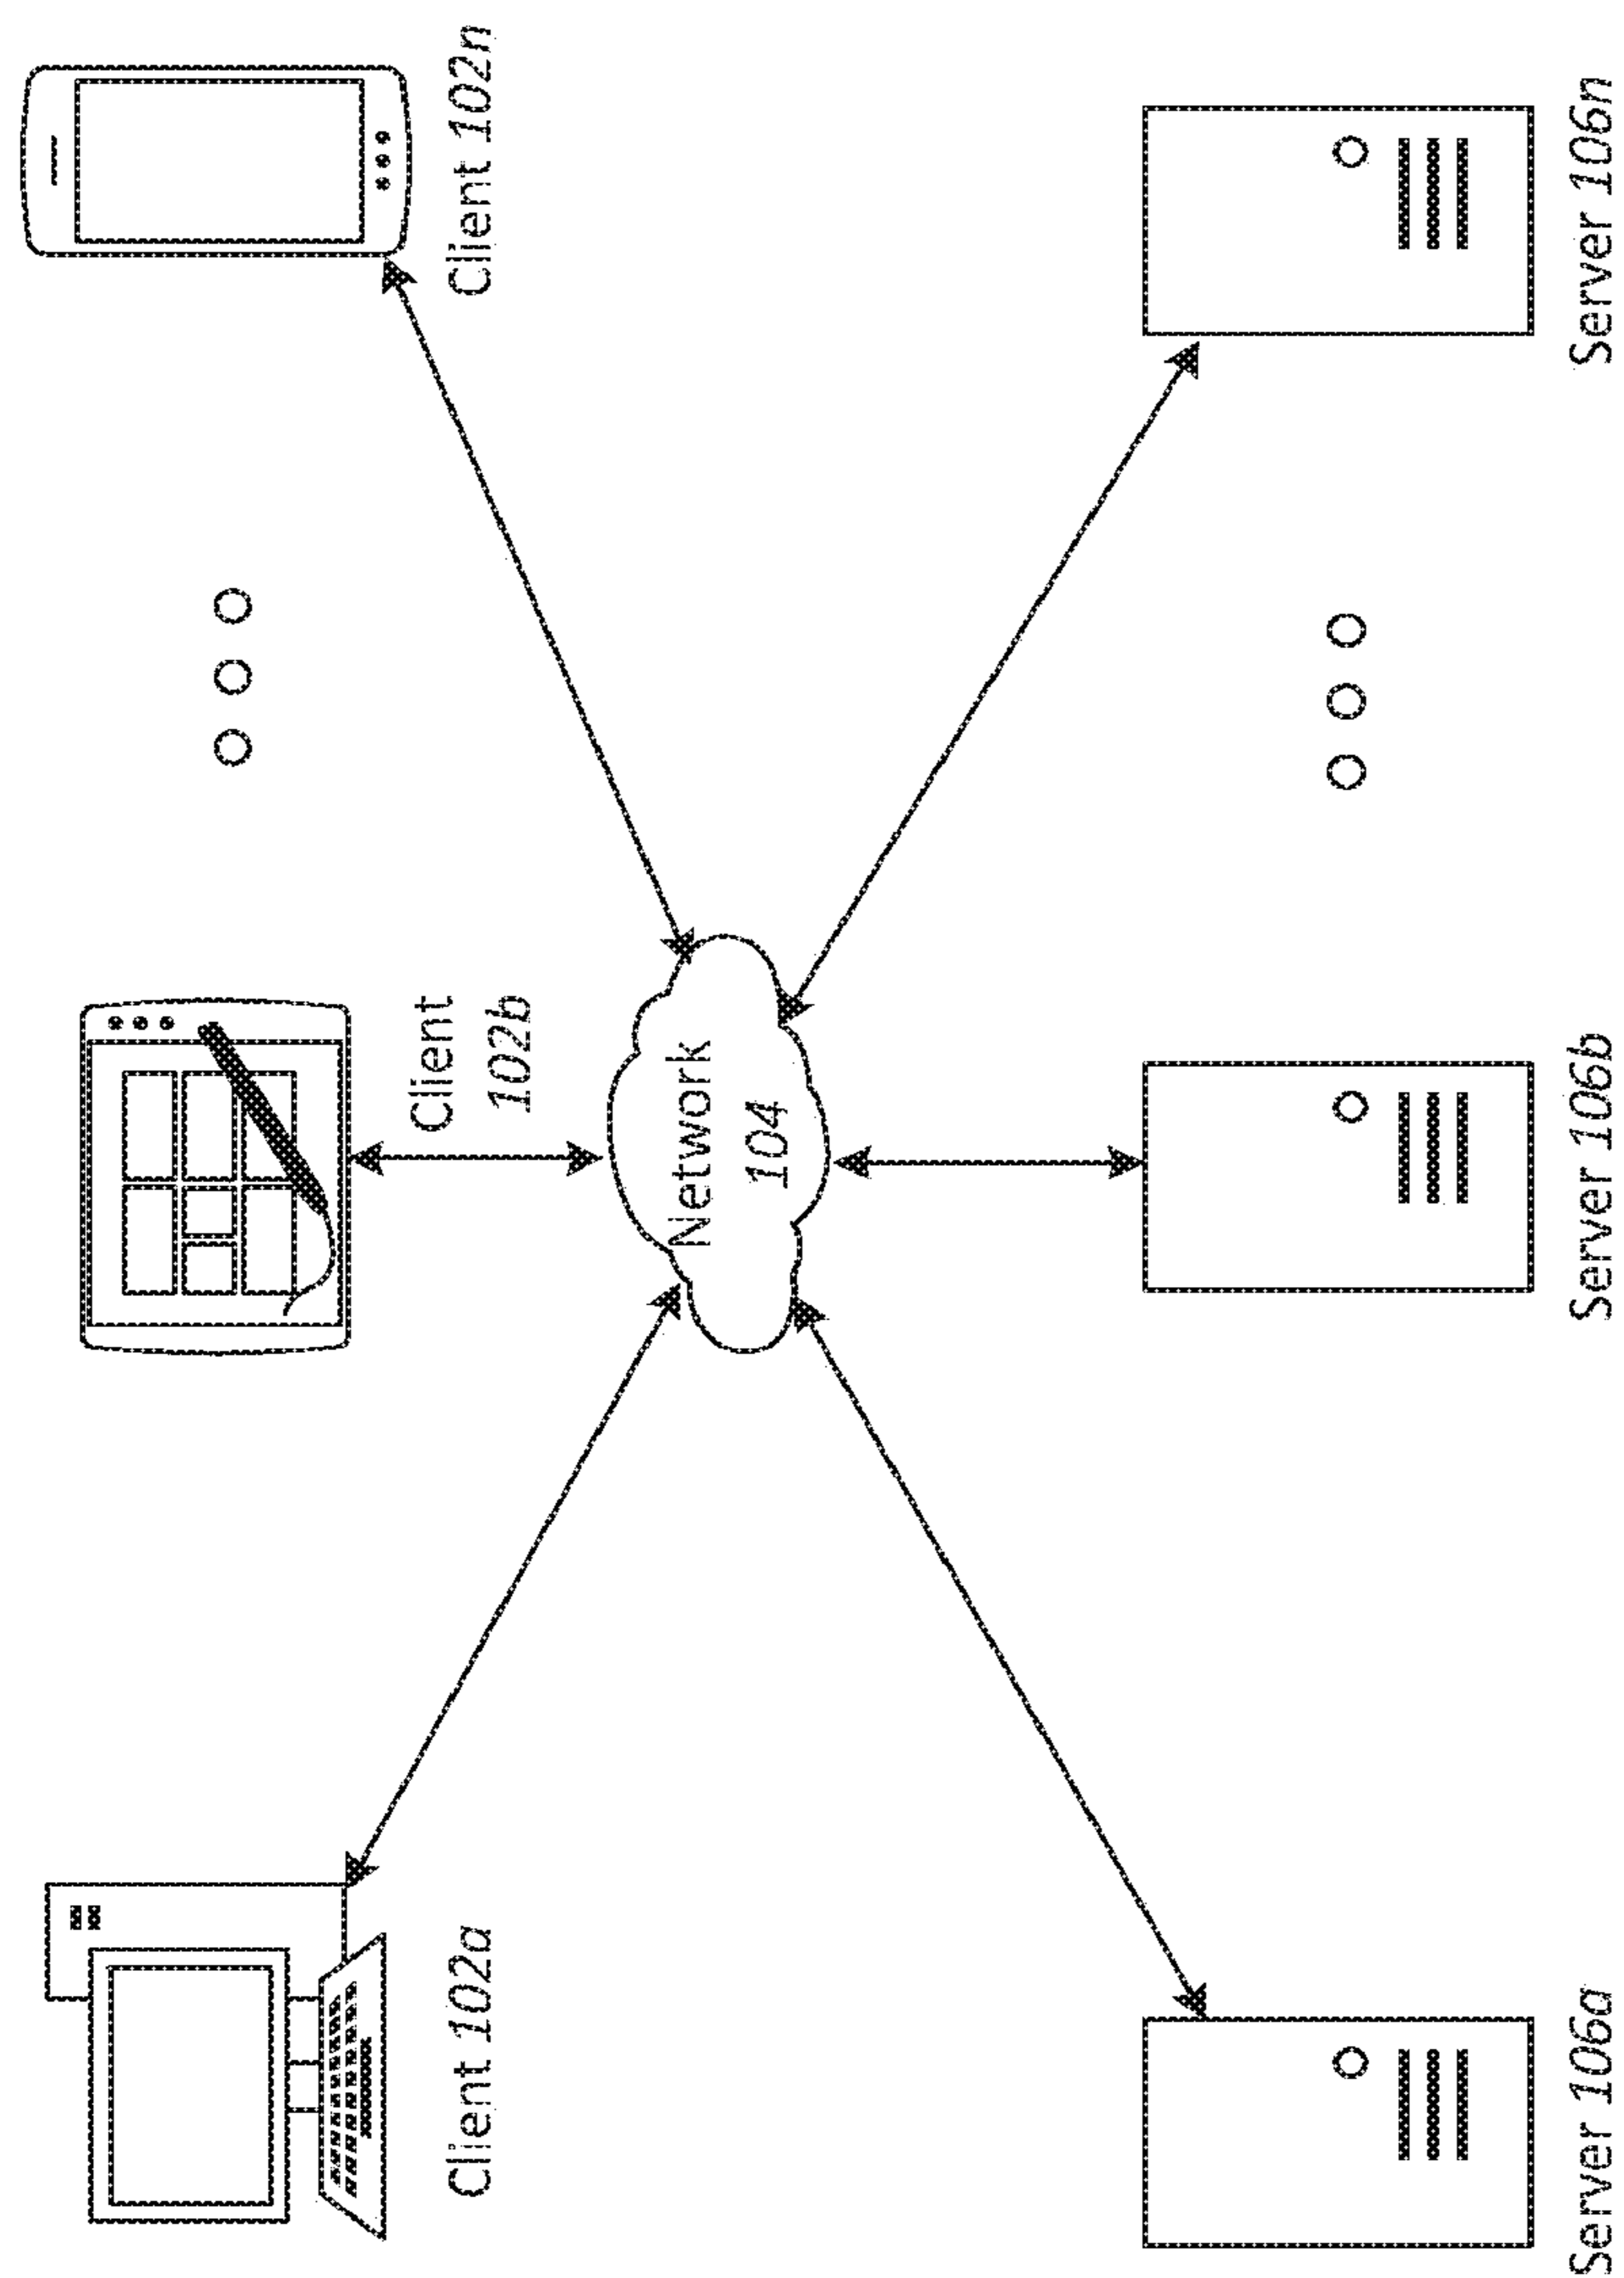 Client 102a
Client
102b
Client 102n
Network
104
Server 106a
Server 106b
Server 106n